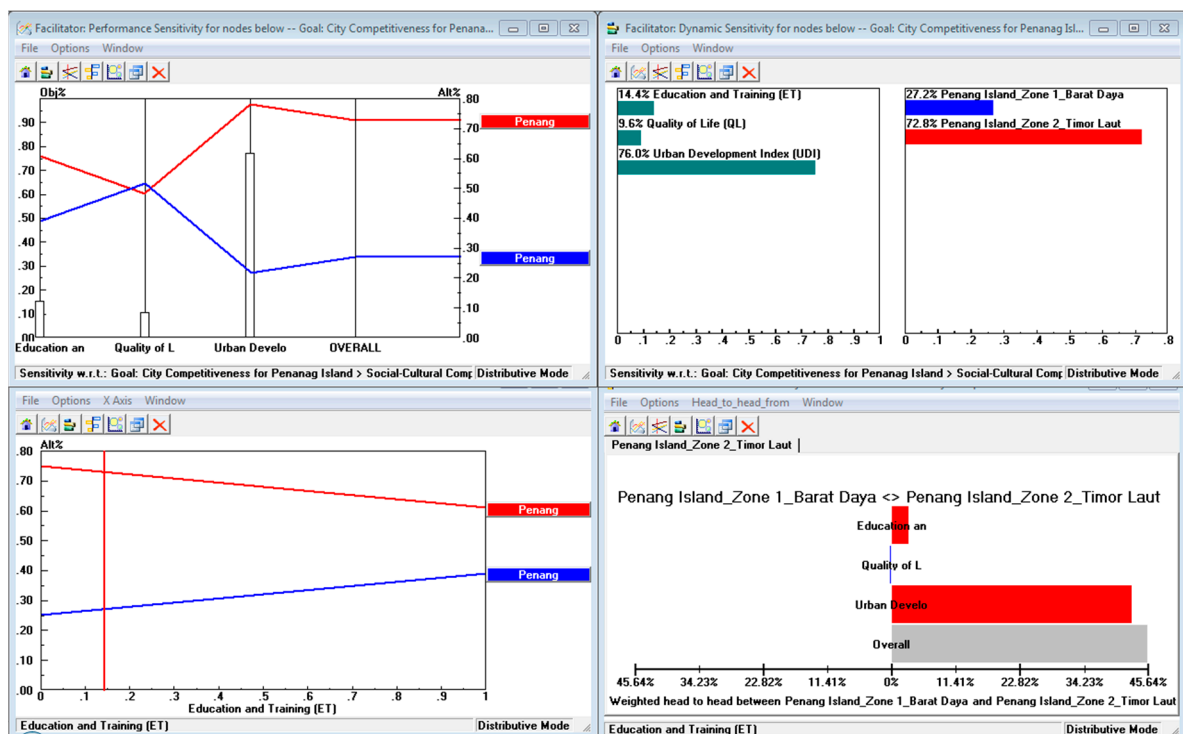 Facilitator: Performance Sensitivity for nodes below -- Goal: City Competitiveness for Penana...
File Options Window
Obj% Alt%
.90
.80
.70
.60
.50
.40
.30
.20
.10
.00
.80
.70
.60
.50
.40
.30
.20
.10
.00
Penang
Penang
Education an Quality of L Urban Develo OVERALL
Sensitivity w.r.t.: Goal: City Competitiveness for Penanag Island > Social-Cultural Comp Distributive Mode
Facilitator: Dynamic Sensitivity for nodes below -- Goal: City Competitiveness for Penanag Isl...
File Options Window
14.4% Education and Training (ET)
9.6% Quality of Life (QL)
76.0% Urban Development Index (UDI)
0 .1 .2 .3 .4 .5 .6 .7 .8 .9 1
27.2% Penang Island_Zone 1_Barat Daya
72.8% Penang Island_Zone 2_Timor Laut
0 .1 .2 .3 .4 .5 .6 .7 .8
Sensitivity w.r.t.: Goal: City Competitiveness for Penanag Island > Social-Cultural Comp Distributive Mode
File Options X Axis Window
Alt%
.80
.70
.60
.50
.40
.30
.20
.10
.00
Penang
Penang
0 .1 .2 .3 .4 .5 .6 .7 .8 .9 1
Education and Training (ET)
Education and Training (ET) Distributive Mode
File Options Head_to_head_from Window
Penang Island_Zone 2_Timor Laut
Penang Island_Zone 1_Barat Daya <> Penang Island_Zone 2_Timor Laut
Education an
Quality of L
Urban Develo
Overall
45.64% 34.23% 22.82% 11.41% 0% 11.41% 22.82% 34.23% 45.64%
Weighted head to head between Penang Island_Zone 1_Barat Daya and Penang Island_Zone 2_Timor Laut
Education and Training (ET) Distributive Mode